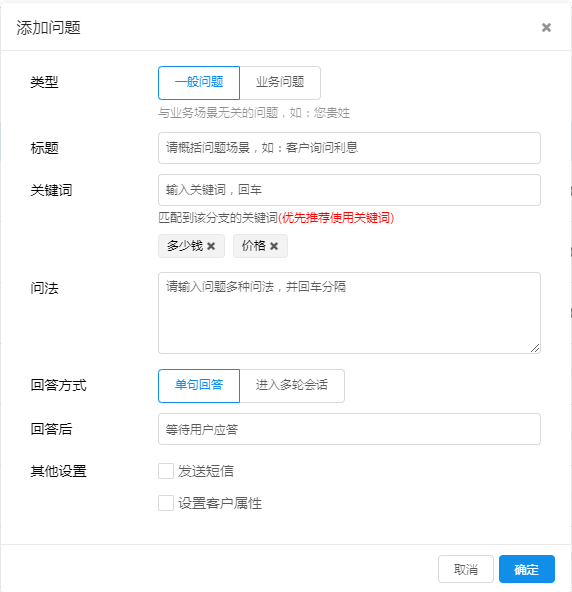 添加问题 ×
类型 一般问题 业务问题
与业务场景无关的问题，如：您贵姓
标题 请概括问题场景，如：客户询问利息
关键词 输入关键词，回车
匹配到该分支的关键词(优先推荐使用关键词)
多少钱 × 价格 ×
问法 请输入问题多种问法，并回车分隔
回答方式 单句回答 进入多轮会话
回答后 等待用户应答
其他设置 发送短信
设置客户属性
取消 确定